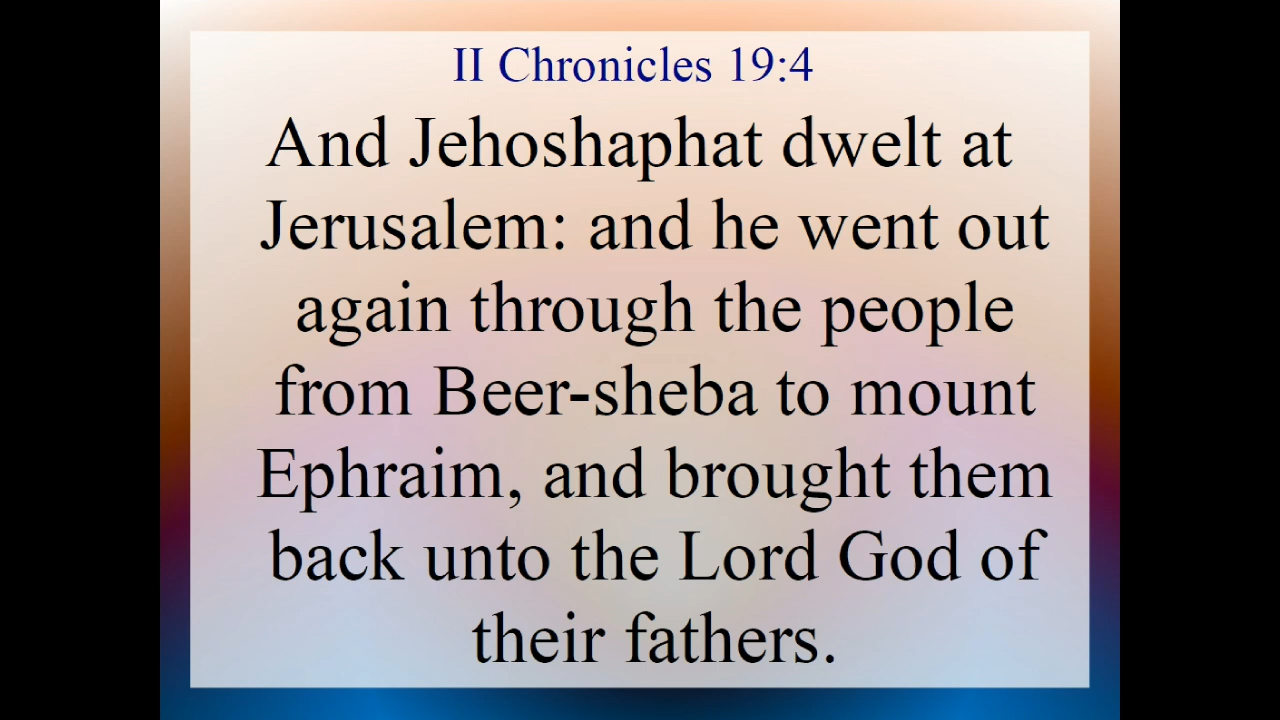 II Chronicles 19:4
And Jehoshaphat dwelt at
Jerusalem: and he went out
again through the people
from Beer-sheba to mount
Ephraim, and brought them
back unto the Lord God of
their fathers.